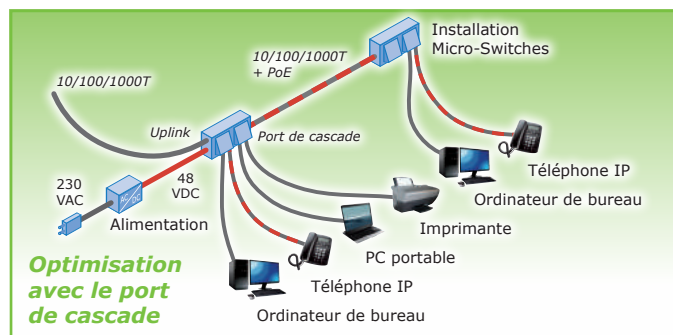 Installation
Micro-Switches
10/100/1000T
+ PoE
10/100/1000T
Uplink
Port de cascade
230
VAC
48
VDC
AC
DC
Alimentation
Téléphone IP
Ordinateur de bureau
Imprimante
PC portable
Téléphone IP
Ordinateur de bureau
Optimisation
avec le port
de cascade